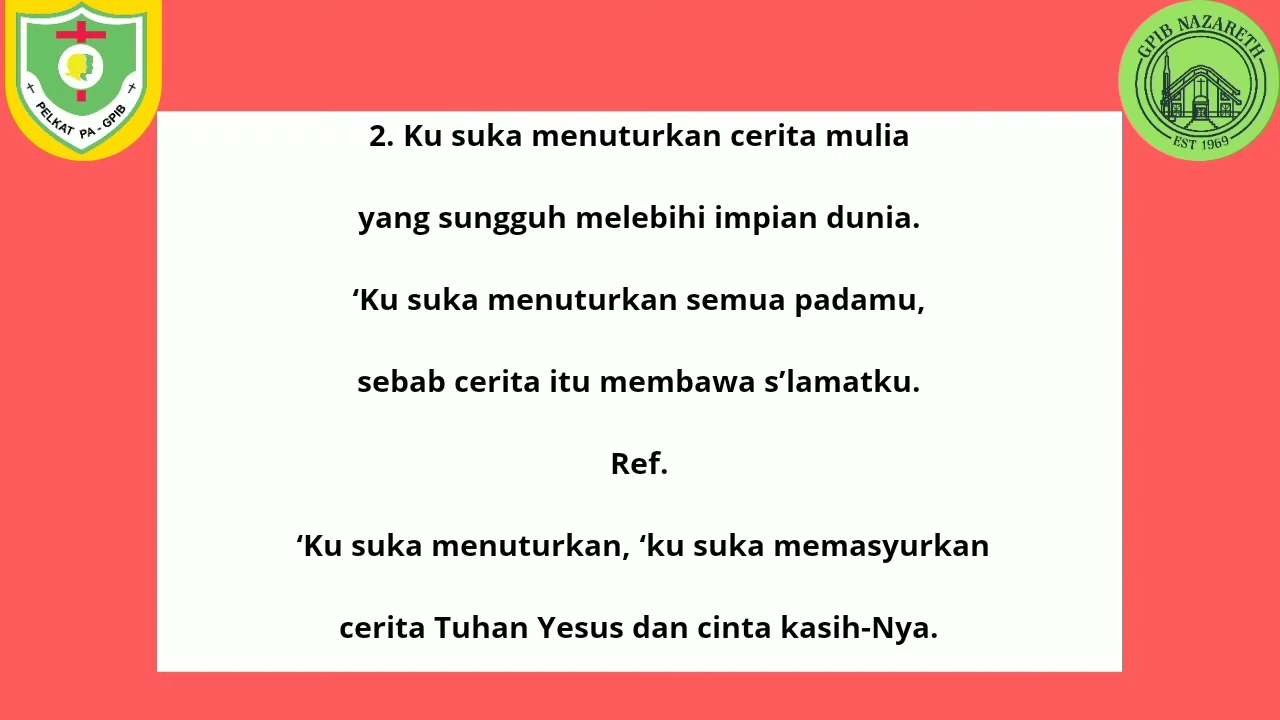 PELKAT PA - GPIB
GPIB NAZARETH
EST 1969
2. Ku suka menuturkan cerita mulia
yang sungguh melebihi impian dunia.
‘Ku suka menuturkan semua padamu,
sebab cerita itu membawa s’lamatku.
Ref.
‘Ku suka menuturkan, ‘ku suka memasyurkan
cerita Tuhan Yesus dan cinta kasih-Nya.